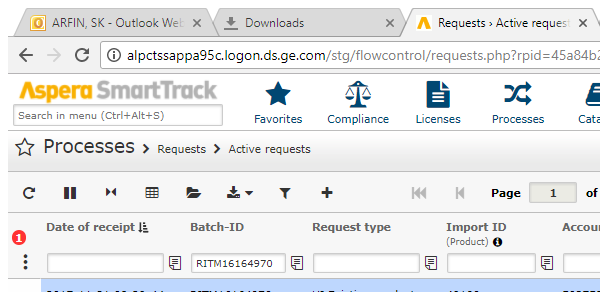 ARFIN, SK - Outlook Web
Downloads
Requests › Active request
alpctssappa95c.logon.ds.ge.com/stg/flowcontrol/requests.php?rpid=45a84b2
Aspera SmartTrack
Search in menu (Ctrl+Alt+S)
Favorites
Compliance
Licenses
Processes
Cata
Processes › Requests › Active requests
Page 1 of
Date of receipt
Batch-ID
Request type
Import ID
(Product)
Accou
1
RITM16164970